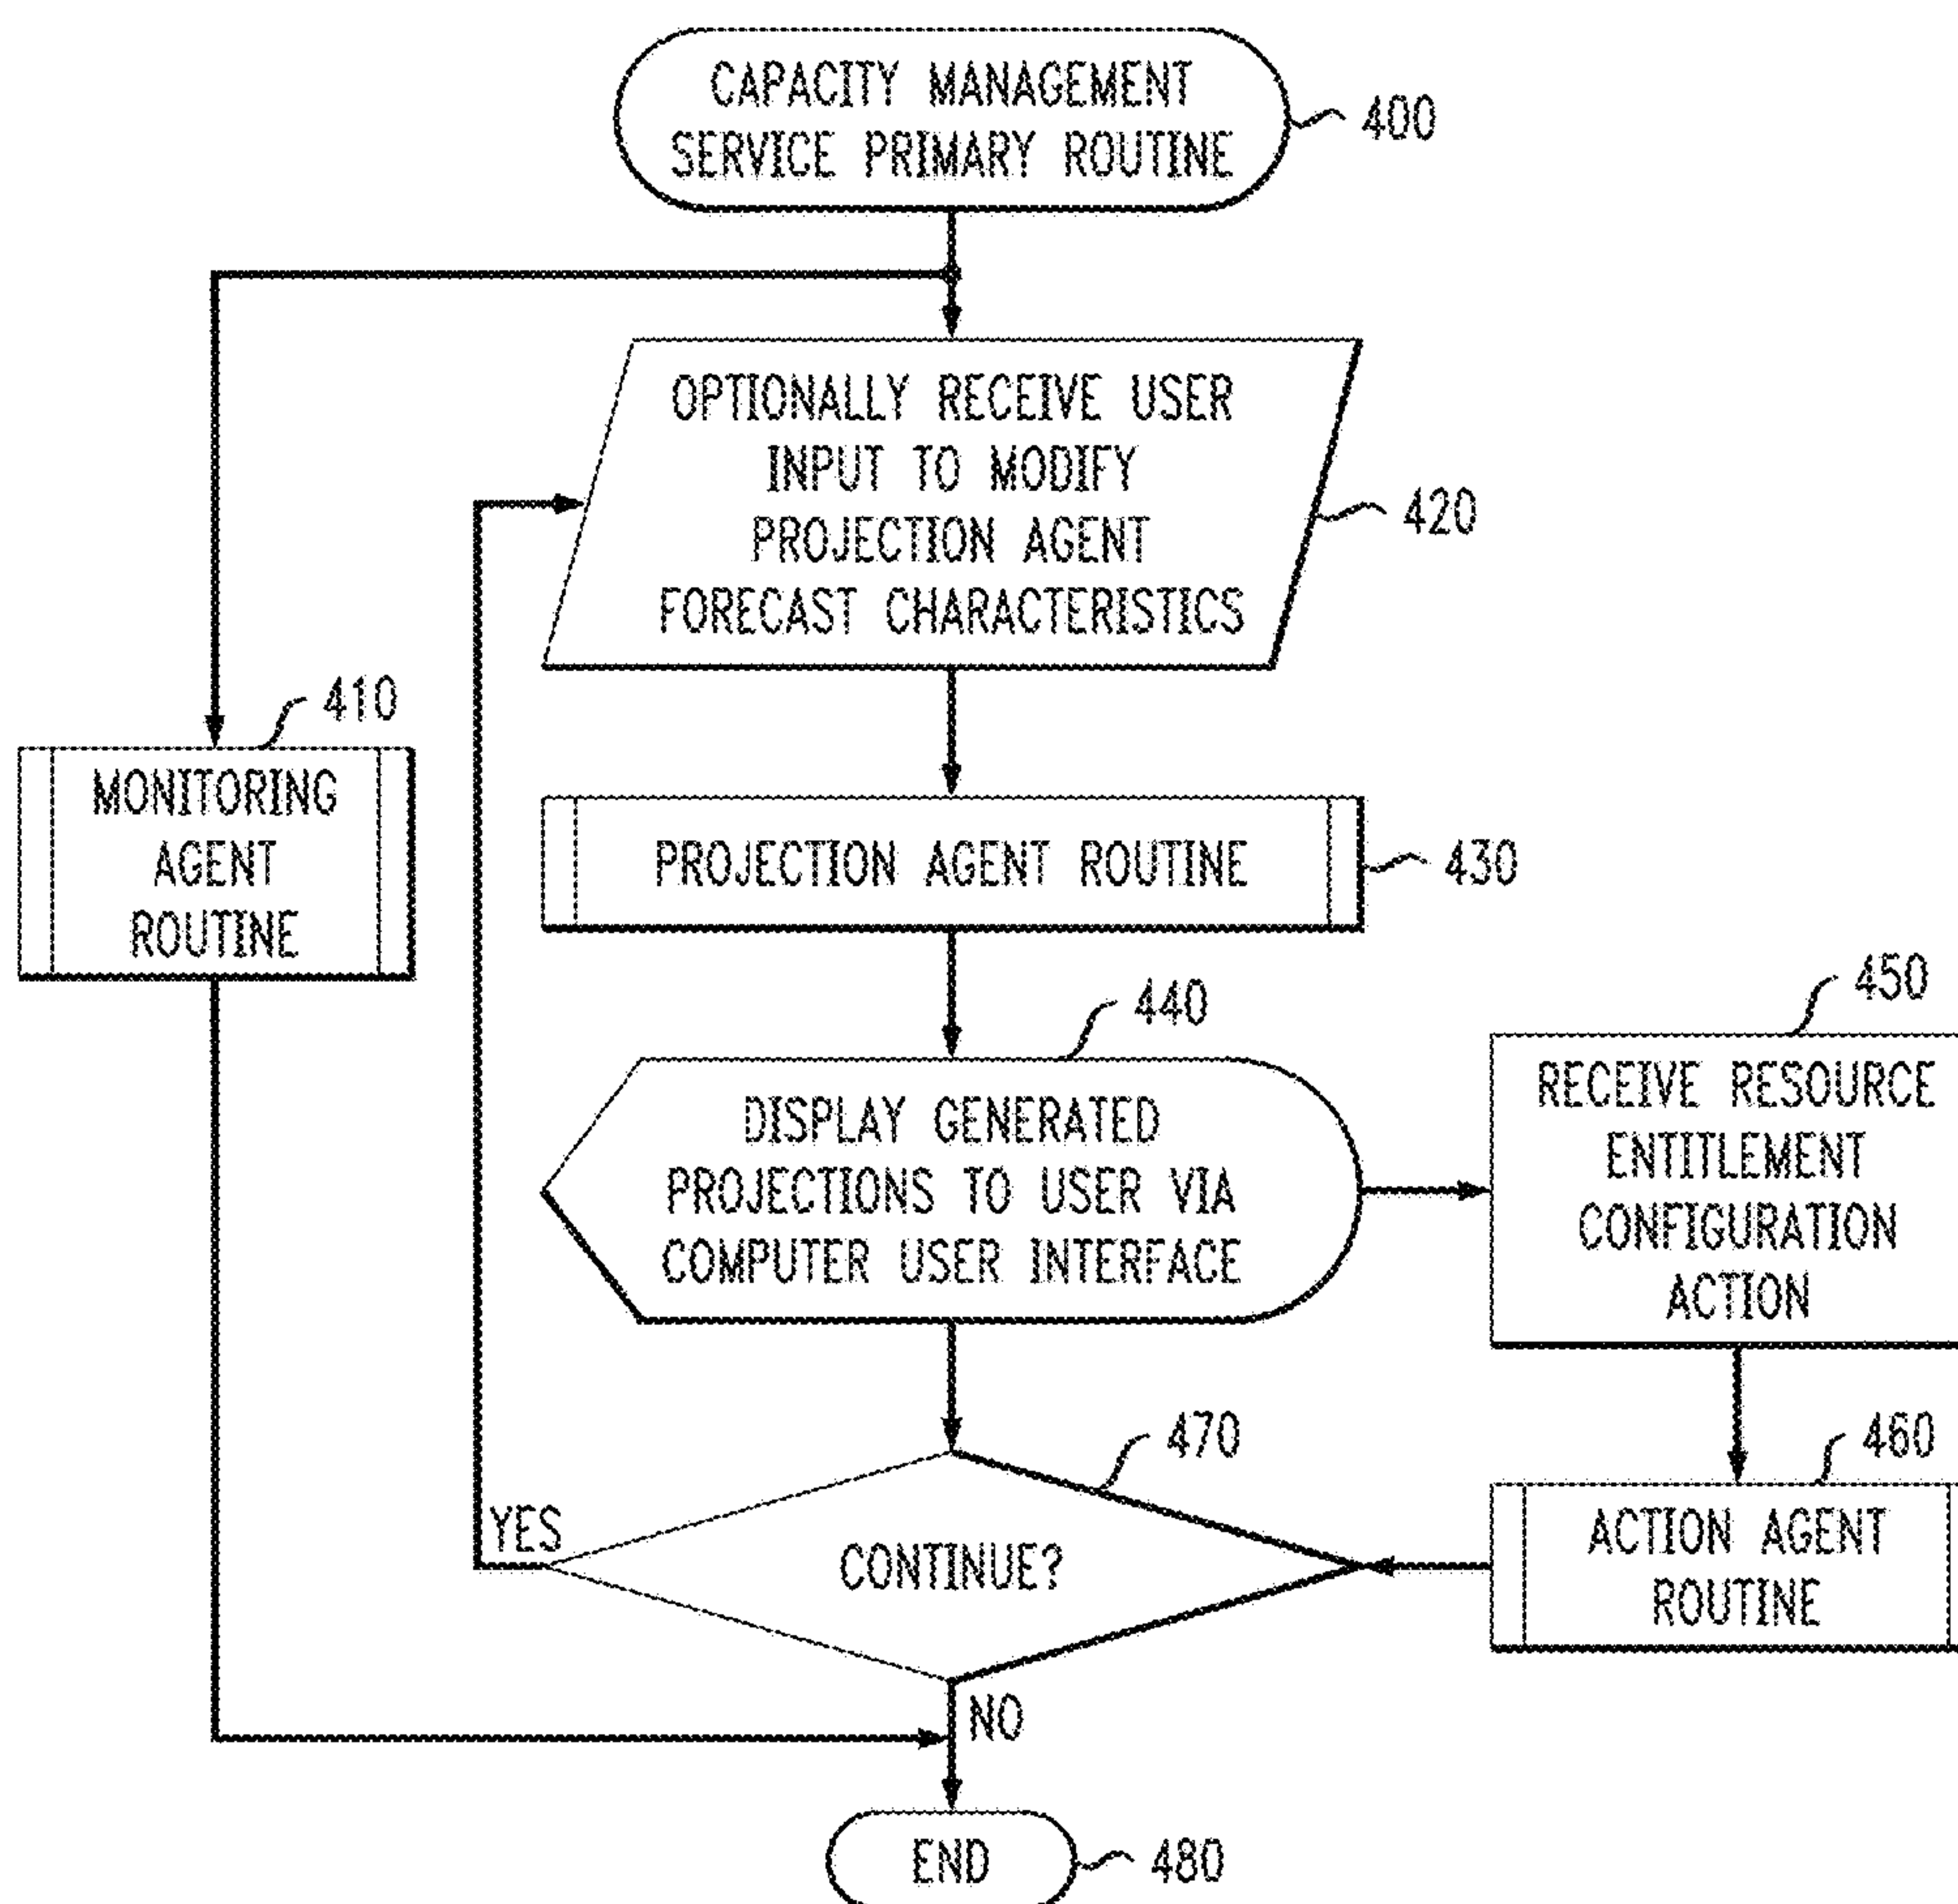 CAPACITY MANAGEMENT
SERVICE PRIMARY ROUTINE
400
OPTIONALLY RECEIVE USER
INPUT TO MODIFY
PROJECTION AGENT
FORECAST CHARACTERISTICS
420
410
MONITORING
AGENT
ROUTINE
PROJECTION AGENT ROUTINE
430
440
DISPLAY GENERATED
PROJECTIONS TO USER VIA
COMPUTER USER INTERFACE
450
RECEIVE RESOURCE
ENTITLEMENT
CONFIGURATION
ACTION
470
YES
CONTINUE?
460
ACTION AGENT
ROUTINE
NO
END
480